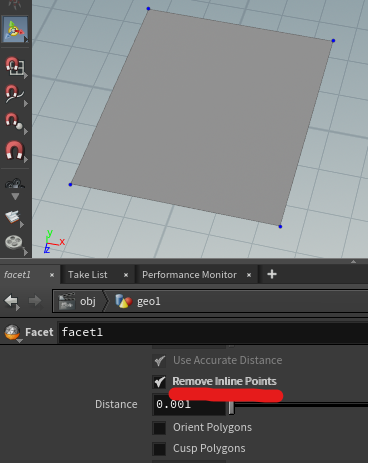 y
x
z
facet1 × Take List × Performance Monitor × +
obj geo1
Facet facet1
Use Accurate Distance
Remove Inline Points
Distance 0.001
Orient Polygons
Cusp Polygons